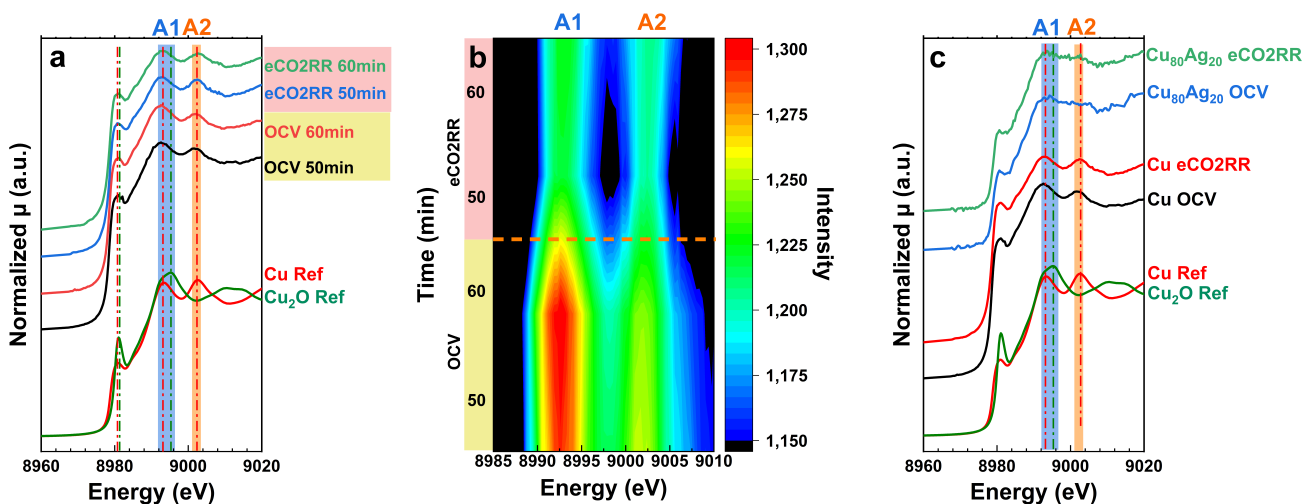 a
A1 A2
eCO2RR 60min
eCO2RR 50min
OCV 60min
OCV 50min
Cu Ref
Cu₂O Ref
Normalized μ (a.u.)
8960 8980 9000 9020
Energy (eV)
b
A1 A2
60
50
60
50
eCO2RR
OCV
Time (min)
8985 8990 8995 9000 9005 9010
Energy (eV)
1,300
1,275
1,250
1,225
1,200
1,175
1,150
Intensity
c
A1 A2
Cu₈₀Ag₂₀ eCO2RR
Cu₈₀Ag₂₀ OCV
Cu eCO2RR
Cu OCV
Cu Ref
Cu₂O Ref
Normalized μ (a.u.)
8960 8980 9000 9020
Energy (eV)